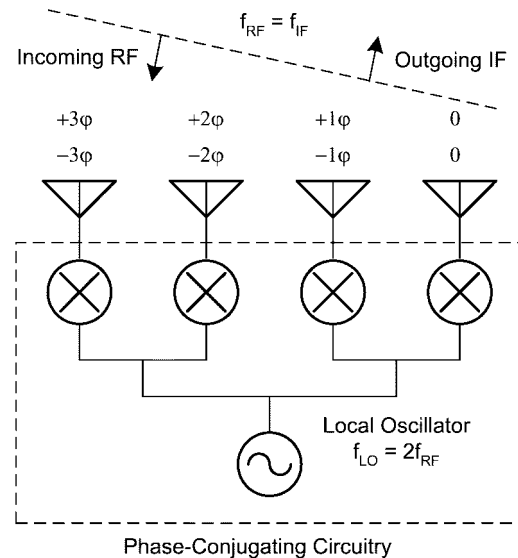 f_RF = f_IF
Incoming RF
Outgoing IF
+3φ +2φ +1φ 0
−3φ −2φ −1φ 0
Local Oscillator
f_LO = 2f_RF
Phase-Conjugating Circuitry